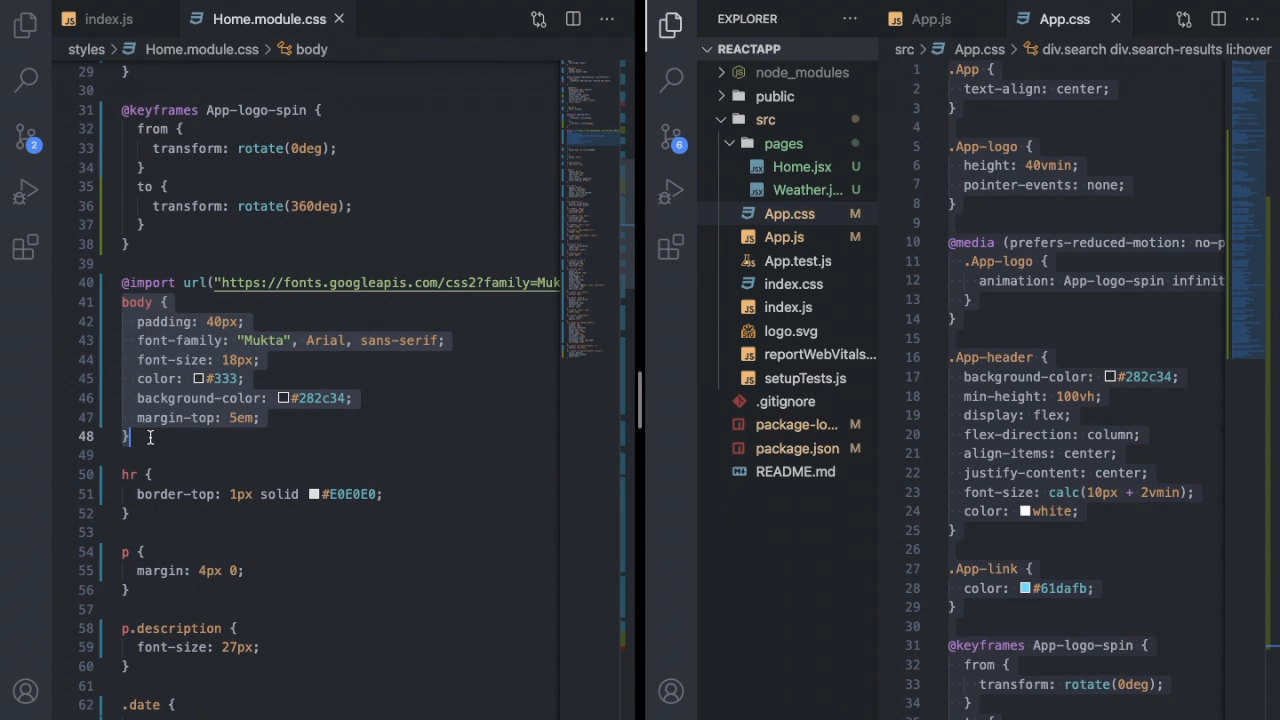 index.js
Home.module.css
styles > Home.module.css > body
29 }
30
31 @keyframes App-logo-spin {
32 from {
33 transform: rotate(0deg);
34 }
35 to {
36 transform: rotate(360deg);
37 }
38 }
39
40 @import url("https://fonts.googleapis.com/css2?family=Muk
41 body {
42 padding: 40px;
43 font-family: "Mukta", Arial, sans-serif;
44 font-size: 18px;
45 color: #333;
46 background-color: #282c34;
47 margin-top: 5em;
48 }
49
50 hr {
51 border-top: 1px solid #E0E0E0;
52 }
53
54 p {
55 margin: 4px 0;
56 }
57
58 p.description {
59 font-size: 27px;
60 }
61
62 .date {
2
6
EXPLORER
REACTAPP
node_modules
public
src
pages
Home.jsx U
Weather.j... U
App.css M
App.js M
App.test.js
index.css
index.js
logo.svg
reportWebVitals...
setupTests.js
.gitignore
package-lo... M
package.json M
README.md
App.js
App.css
src > App.css > div.search div.search-results li:hover
1 .App {
2 text-align: center;
3 }
4
5 .App-logo {
6 height: 40vmin;
7 pointer-events: none;
8 }
9
10 @media (prefers-reduced-motion: no-p
11 .App-logo {
12 animation: App-logo-spin infinit
13 }
14 }
15
16 .App-header {
17 background-color: #282c34;
18 min-height: 100vh;
19 display: flex;
20 flex-direction: column;
21 align-items: center;
22 justify-content: center;
23 font-size: calc(10px + 2vmin);
24 color: white;
25 }
26
27 .App-link {
28 color: #61dafb;
29 }
30
31 @keyframes App-logo-spin {
32 from {
33 transform: rotate(0deg);
34 }